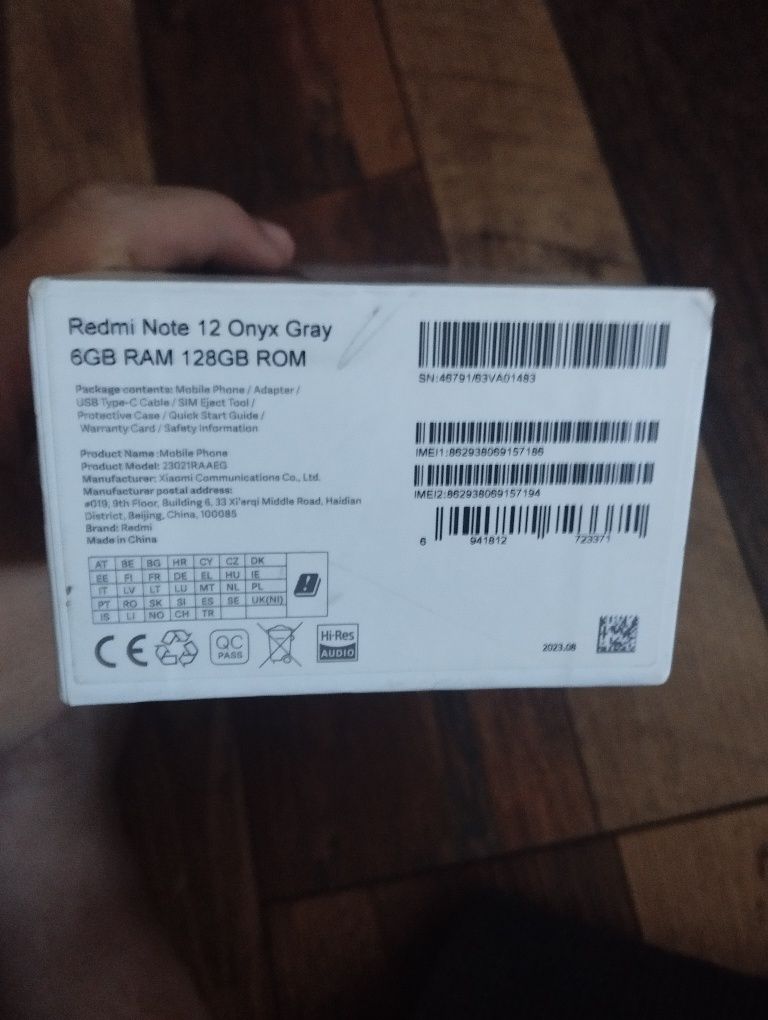 Redmi Note 12 Onyx Gray
6GB RAM 128GB ROM
Package contents: Mobile Phone / Adapter /
USB Type-C Cable / SIM Eject Tool /
Protective Case / Quick Start Guide /
Warranty Card / Safety Information
Product Name :Mobile Phone
Product Model: 23021RAAEG
Manufacturer: Xiaomi Communications Co., Ltd.
Manufacturer postal address:
#019, 9th Floor, Building 6, 33 Xi'erqi Middle Road, Haidian
District, Beijing, China, 100085
Brand: Redmi
Made in China
AT BE BG HR CY CZ DK
EE FI FR DE EL HU IE
IT LV LT LU MT NL PL
PT RO SK SI ES SE UK(NI)
IS LI NO CH TR
CE
QC
PASS
Hi-Res
AUDIO
SN:46791/63VA01483
IMEI1:862938069157186
IMEI2:862938069157194
6 941812 723371
2023.08